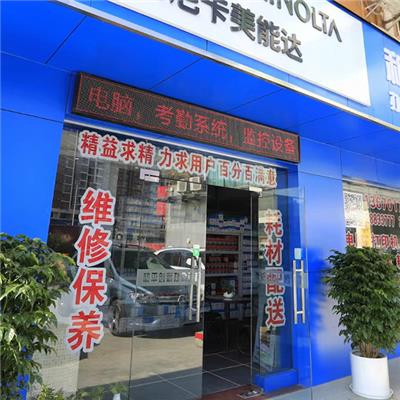 NOLTA
卡美能达
电脑，考勤系统，监控设备
精益求精 力求用户百分百满意
维修保养
耗材配送